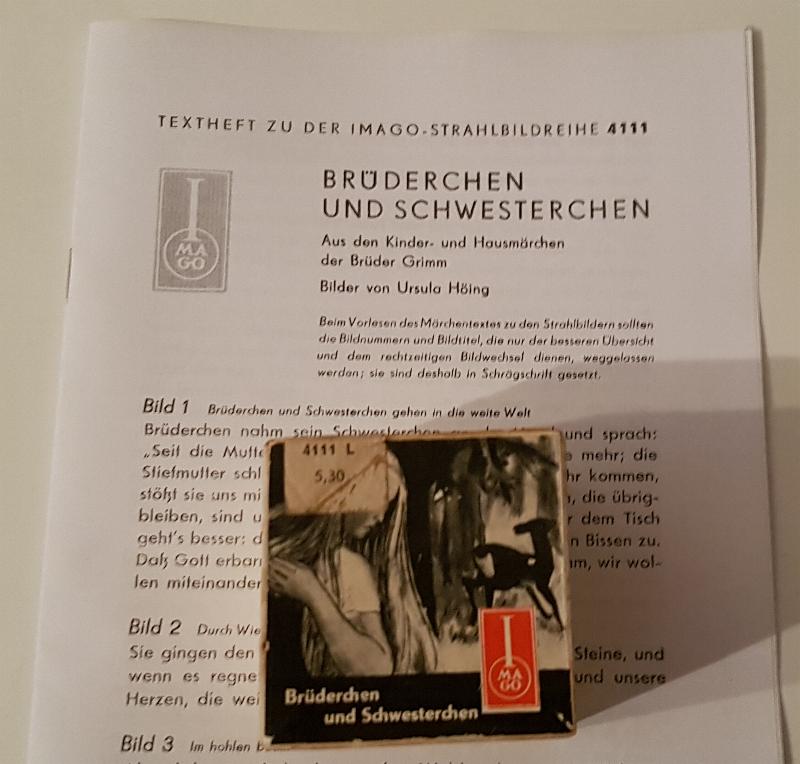 TEXTHEFT ZU DER IMAGO-STRAHLBILDREIHE 4111
IMAGO
BRÜDERCHEN
UND SCHWESTERCHEN
Aus den Kinder- und Hausmärchen
der Brüder Grimm
Bilder von Ursula Höing
Beim Vorlesen des Märchentextes zu den Strahlbildern sollten
die Bildnummern und Bildtitel, die nur der besseren Übersicht
und dem rechtzeitigen Bildwechsel dienen, weggelassen
werden; sie sind deshalb in Schrägschrift gesetzt.
Bild 1 Brüderchen und Schwesterchen gehen in die weite Welt
Brüderchen nahm sein Schwesterchen und sprach:
„Seit die mehr; die
Stiefmutter kommen,
stößt sie uns die übrig-
bleiben, sind dem Tisch
geht's besser: Bissen zu.
Daß Gott wir wol-
len miteinander
Bild 2 Durch
Sie gingen den Steine, und
wenn es und unsere
Herzen, die
Bild 3 Im hohlen
4111 L
5,30
IMAGO
Brüderchen
und Schwesterchen